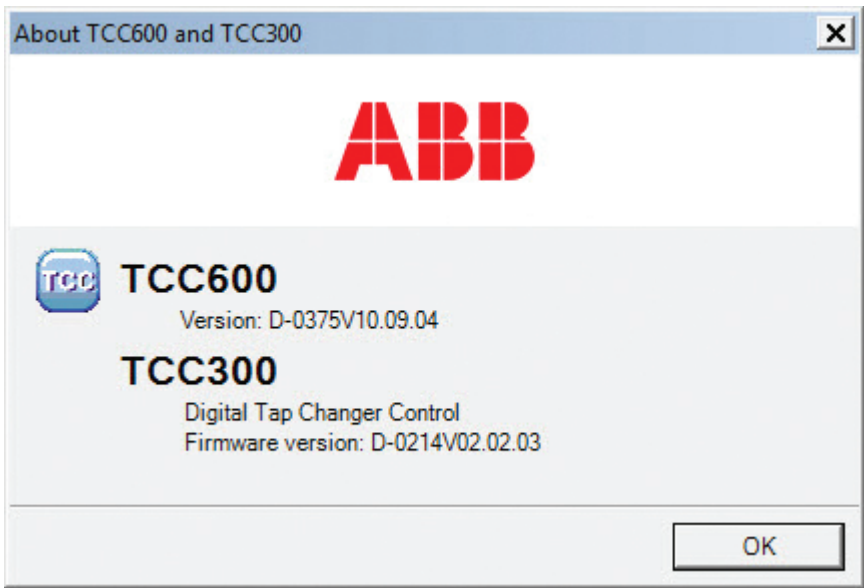 About TCC600 and TCC300
ABB
TCC
TCC600
Version: D-0375V10.09.04
TCC300
Digital Tap Changer Control
Firmware version: D-0214V02.02.03
OK